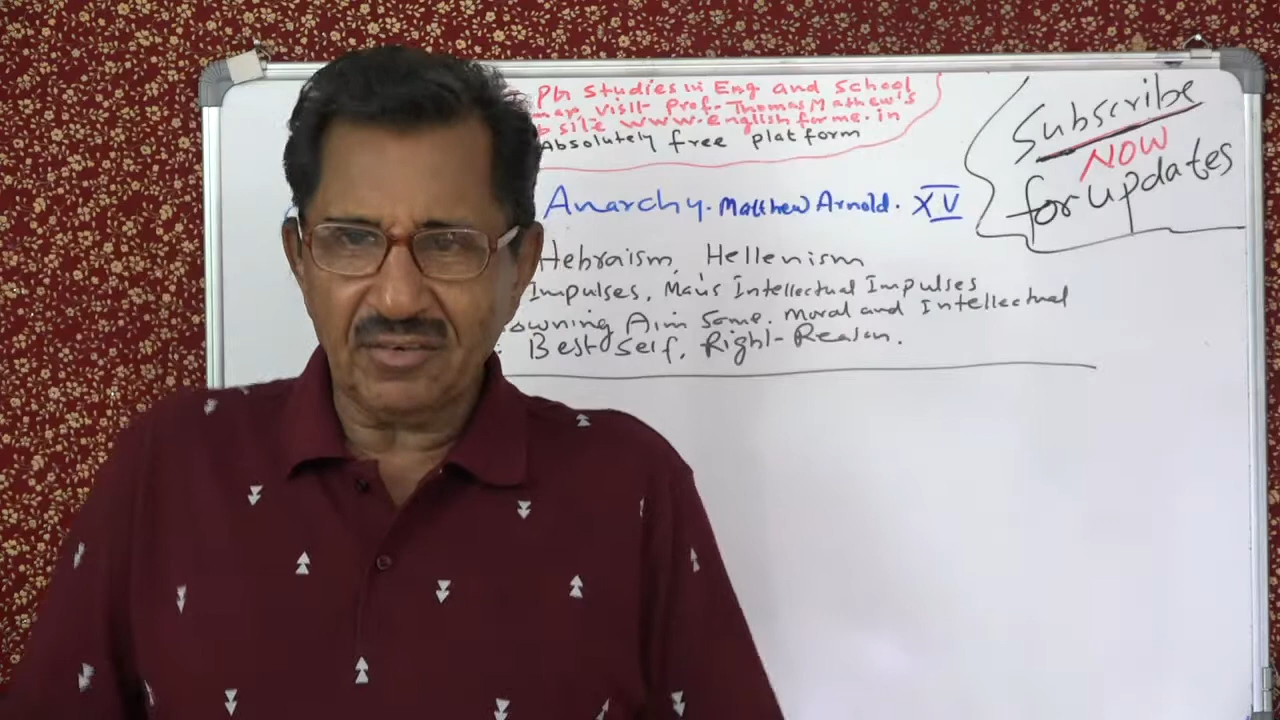 PG Studies in Eng and School
visit Prof. Thomas Mathew's
site www.englishforme.in
Absolutely free platform
Subscribe
NOW
for updates
Anarchy. Matthew Arnold. XV
Hebraism, Hellenism
Impulses, Man's Intellectual Impulses
Aim Same. Moral and Intellectual
Best Self, Right-Reason.